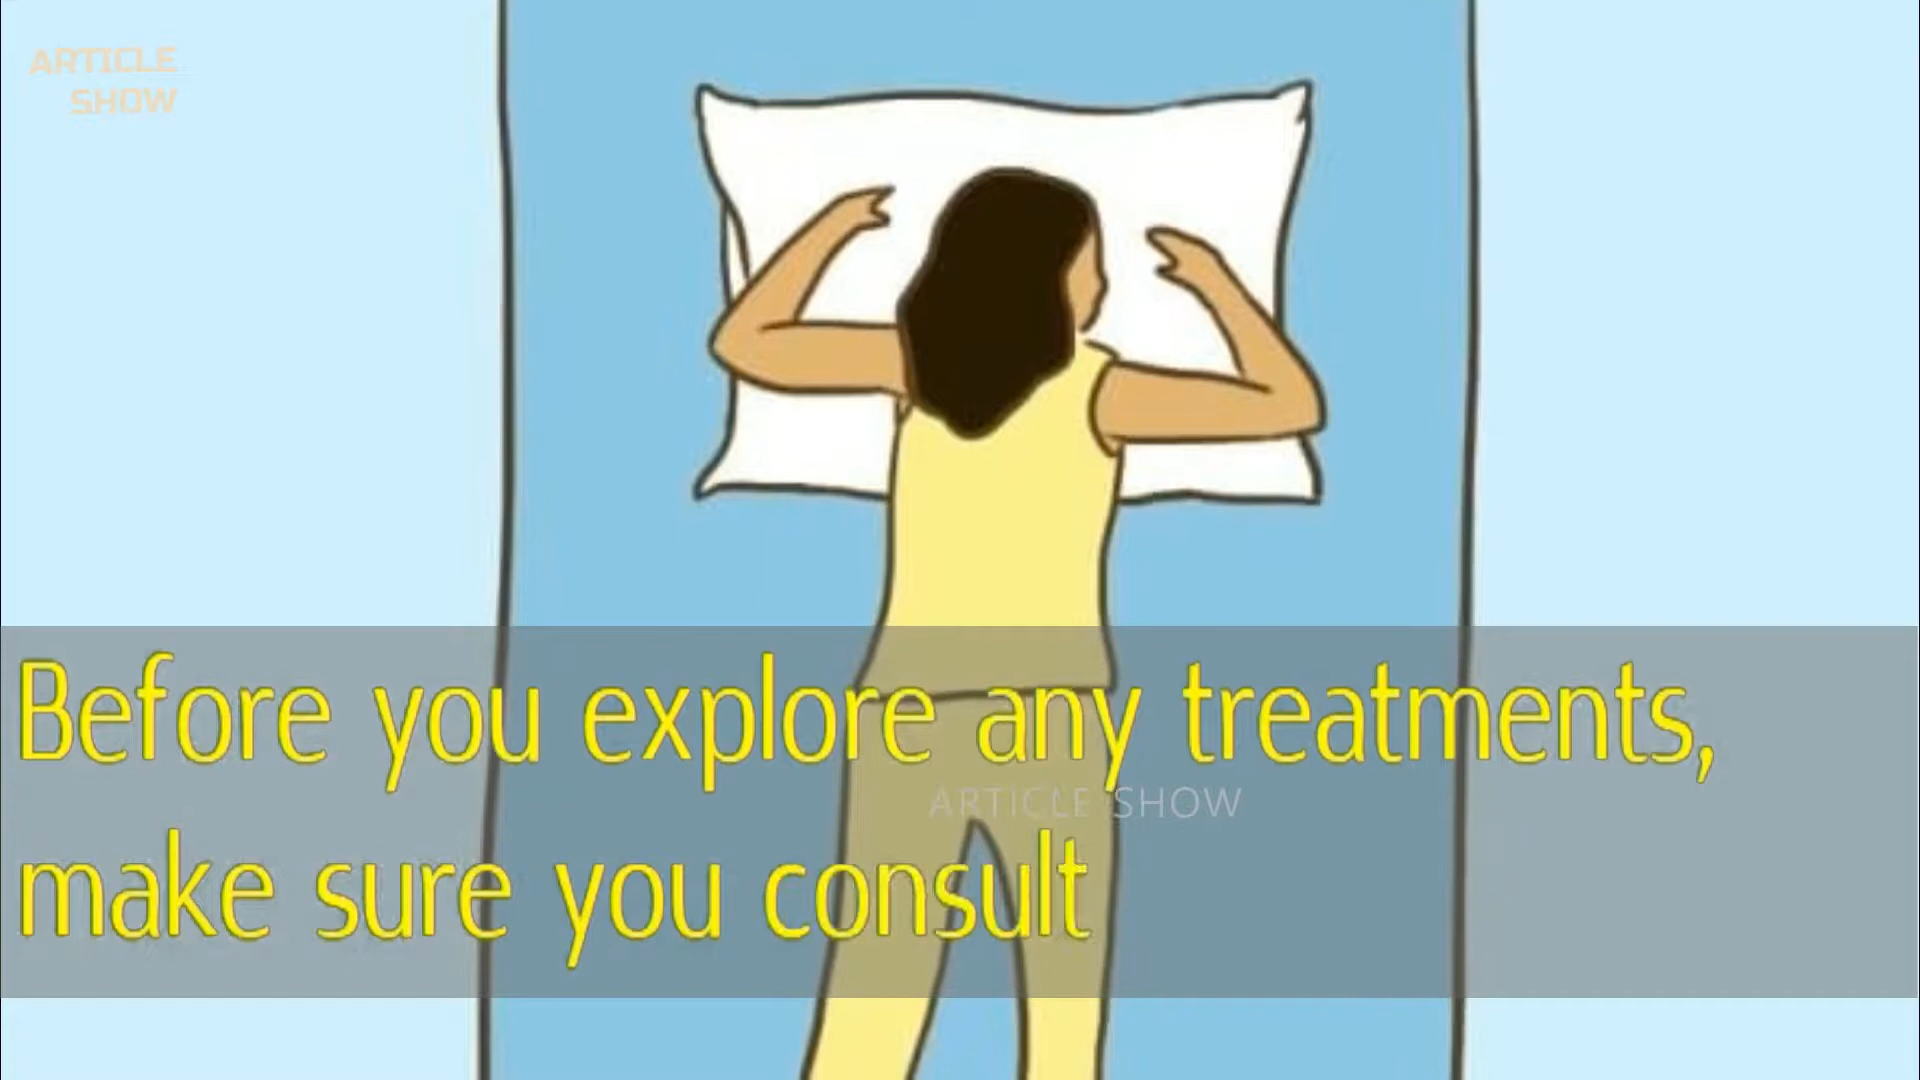 ARTICLE
SHOW
Before you explore any treatments,
ARTICLE SHOW
make sure you consult